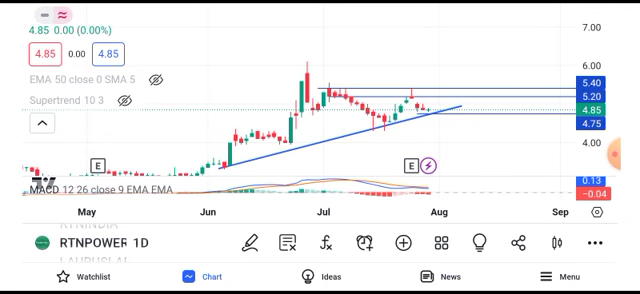 4.85 0.00 (0.00%)
4.85 0.00 4.85
EMA 50 close 0 SMA 5
Supertrend 10 3
7.00
6.00
5.40
5.20
4.85
4.75
4.00
E E
MACD 12 26 close 9 EMA EMA
0.13
-0.04
May Jun Jul Aug Sep
RTNINDIA
RTNPOWER 1D
Watchlist Chart Ideas News Menu